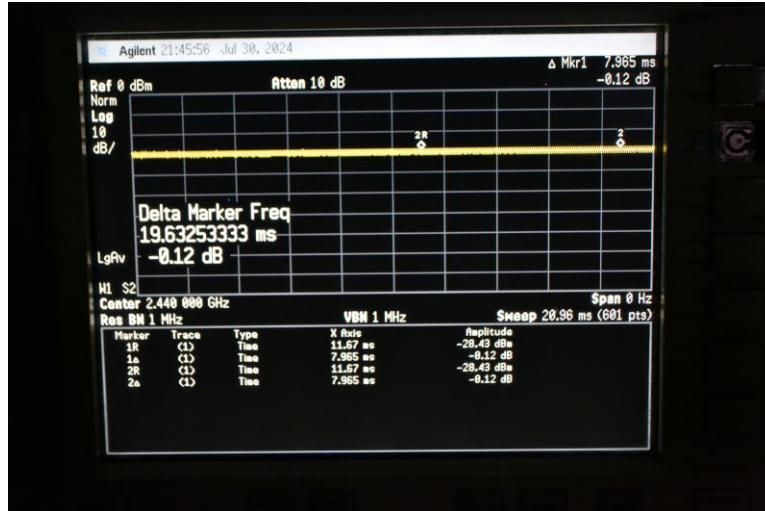 Agilent 21:45:56 Jul 30, 2024
Δ Mkr1 7.965 ms
Ref 0 dBm Atten 10 dB -0.12 dB
Norm
Log
10
dB/
2R 2
Delta Marker Freq
19.63253333 ms
-0.12 dB
LgAv
W1 S2
Center 2.440 000 GHz Span 0 Hz
Res BW 1 MHz VBW 1 MHz Sweep 20.96 ms (601 pts)
Marker Trace Type X Axis Amplitude
1R (1) Time 11.67 ms -28.43 dBm
1Δ (1) Time 7.965 ms -0.12 dB
2R (1) Time 11.67 ms -28.43 dBm
2Δ (1) Time 7.965 ms -0.12 dB